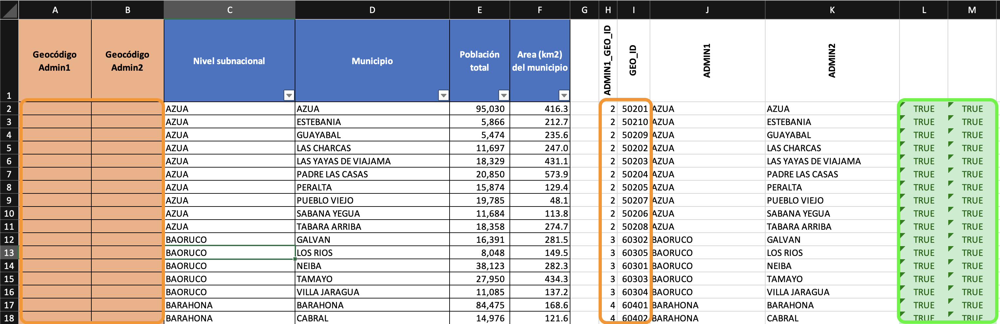 A B C D E F G H I J K L M
1 Geocódigo Admin1 Geocódigo Admin2 Nivel subnacional Municipio Población total Area (km2) del municipio ADMIN1_GEO_ID GEO_ID ADMIN1 ADMIN2
2 AZUA AZUA 95,030 416.3 2 50201 AZUA AZUA TRUE TRUE
3 AZUA ESTEBANIA 5,866 212.7 2 50210 AZUA ESTEBANIA TRUE TRUE
4 AZUA GUAYABAL 5,474 235.6 2 50209 AZUA GUAYABAL TRUE TRUE
5 AZUA LAS CHARCAS 11,697 247.0 2 50202 AZUA LAS CHARCAS TRUE TRUE
6 AZUA LAS YAYAS DE VIAJAMA 18,329 431.1 2 50203 AZUA LAS YAYAS DE VIAJAMA TRUE TRUE
7 AZUA PADRE LAS CASAS 20,850 573.9 2 50204 AZUA PADRE LAS CASAS TRUE TRUE
8 AZUA PERALTA 15,874 129.4 2 50205 AZUA PERALTA TRUE TRUE
9 AZUA PUEBLO VIEJO 19,785 48.1 2 50207 AZUA PUEBLO VIEJO TRUE TRUE
10 AZUA SABANA YEGUA 11,684 113.8 2 50206 AZUA SABANA YEGUA TRUE TRUE
11 AZUA TABARA ARRIBA 18,358 274.7 2 50208 AZUA TABARA ARRIBA TRUE TRUE
12 BAORUCO GALVAN 16,391 281.5 3 60302 BAORUCO GALVAN TRUE TRUE
13 BAORUCO LOS RIOS 8,048 149.5 3 60305 BAORUCO LOS RIOS TRUE TRUE
14 BAORUCO NEIBA 38,123 282.3 3 60301 BAORUCO NEIBA TRUE TRUE
15 BAORUCO TAMAYO 27,950 434.3 3 60303 BAORUCO TAMAYO TRUE TRUE
16 BAORUCO VILLA JARAGUA 11,085 137.2 3 60304 BAORUCO VILLA JARAGUA TRUE TRUE
17 BARAHONA BARAHONA 84,475 168.6 4 60401 BARAHONA BARAHONA TRUE TRUE
18 BARAHONA CABRAL 14,976 121.6 4 60402 BARAHONA CABRAL TRUE TRUE